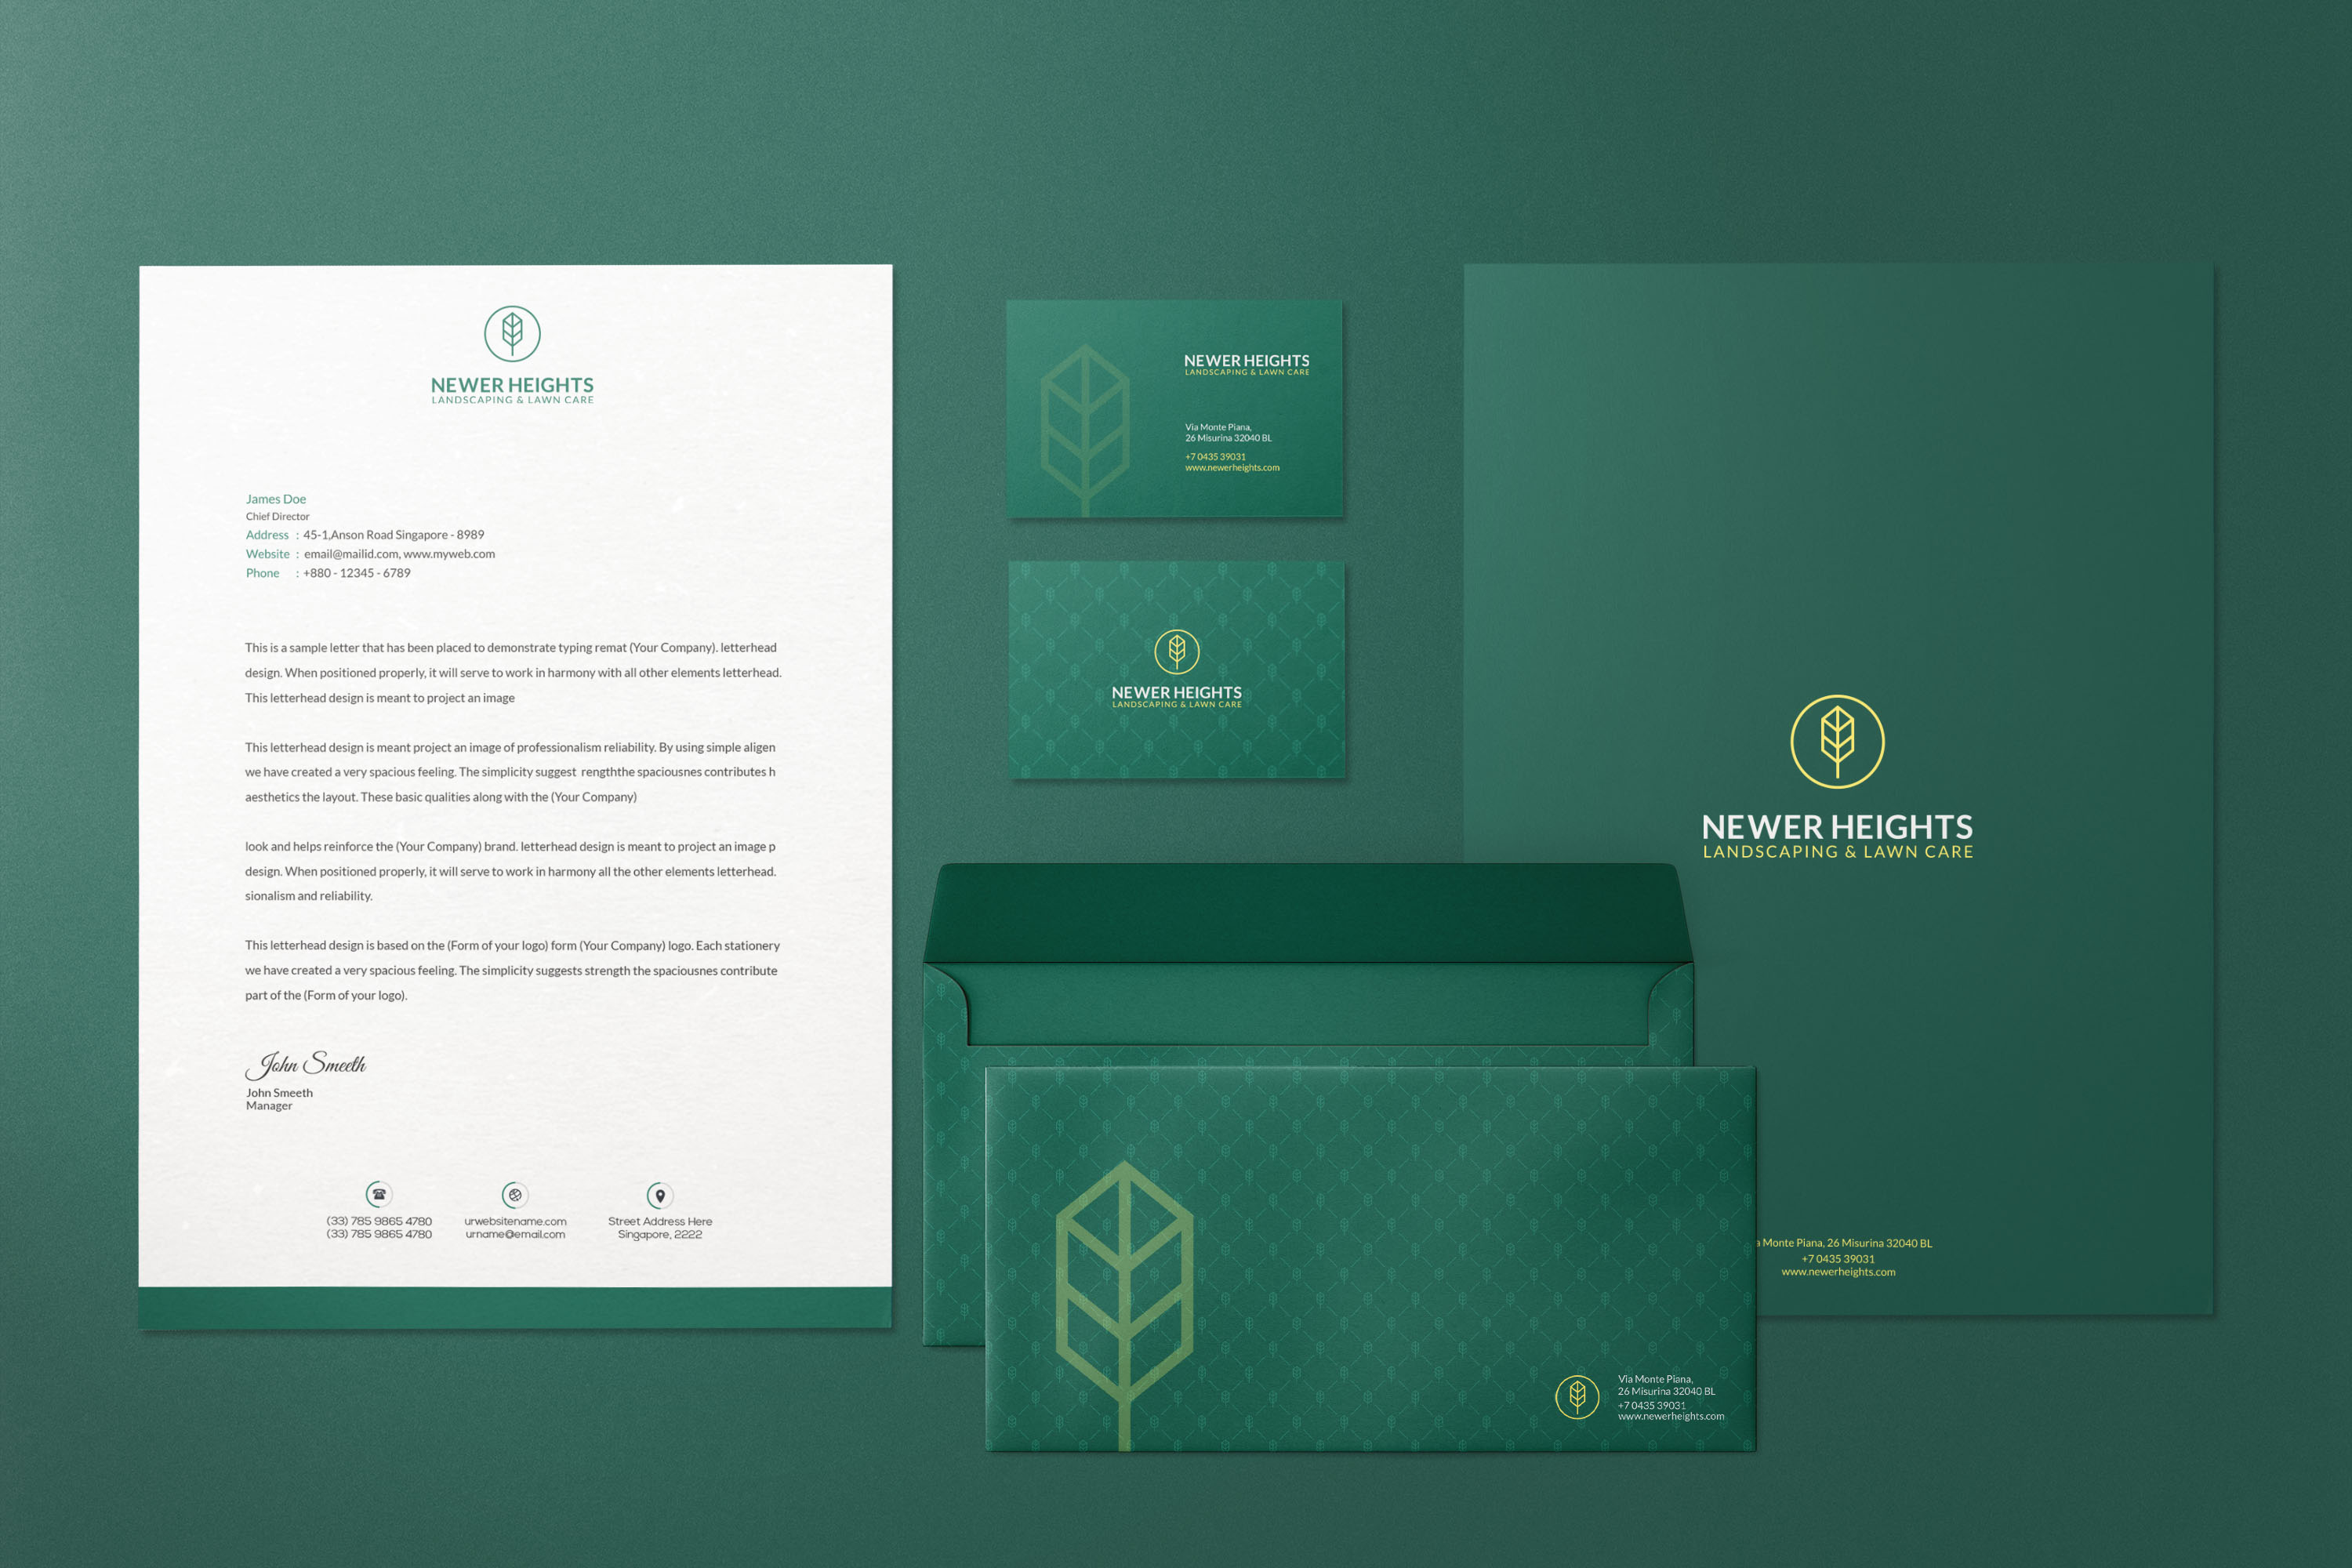 NEWER HEIGHTS
LANDSCAPING & LAWN CARE
James Doe
Chief Director
Address : 45-1,Anson Road Singapore - 8989
Website : email@mailid.com, www.myweb.com
Phone : +880 - 12345 - 6789
This is a sample letter that has been placed to demonstrate typing remat (Your Company). letterhead
design. When positioned properly, it will serve to work in harmony with all other elements letterhead.
This letterhead design is meant to project an image
This letterhead design is meant project an image of professionalism reliability. By using simple aligen
we have created a very spacious feeling. The simplicity suggest rengththe spaciousnes contributes h
aesthetics the layout. These basic qualities along with the (Your Company)
look and helps reinforce the (Your Company) brand. letterhead design is meant to project an image p
design. When positioned properly, it will serve to work in harmony all the other elements letterhead.
sionalism and reliability.
This letterhead design is based on the (Form of your logo) form (Your Company) logo. Each stationery
we have created a very spacious feeling. The simplicity suggests strength the spaciousnes contribute
part of the (Form of your logo).
John Smeeth
John Smeeth
Manager
(33) 785 9865 4780
(33) 785 9865 4780
urwebsitename.com
urname@email.com
Street Address Here
Singapore, 2222
NEWER HEIGHTS
LANDSCAPING & LAWN CARE
Via Monte Piana,
26 Misurina 32040 BL
+7 0435 39031
www.newerheights.com
NEWER HEIGHTS
LANDSCAPING & LAWN CARE
NEWER HEIGHTS
LANDSCAPING & LAWN CARE
a Monte Piana, 26 Misurina 32040 BL
+7 0435 39031
www.newerheights.com
Via Monte Piana,
26 Misurina 32040 BL
+7 0435 39031
www.newerheights.com